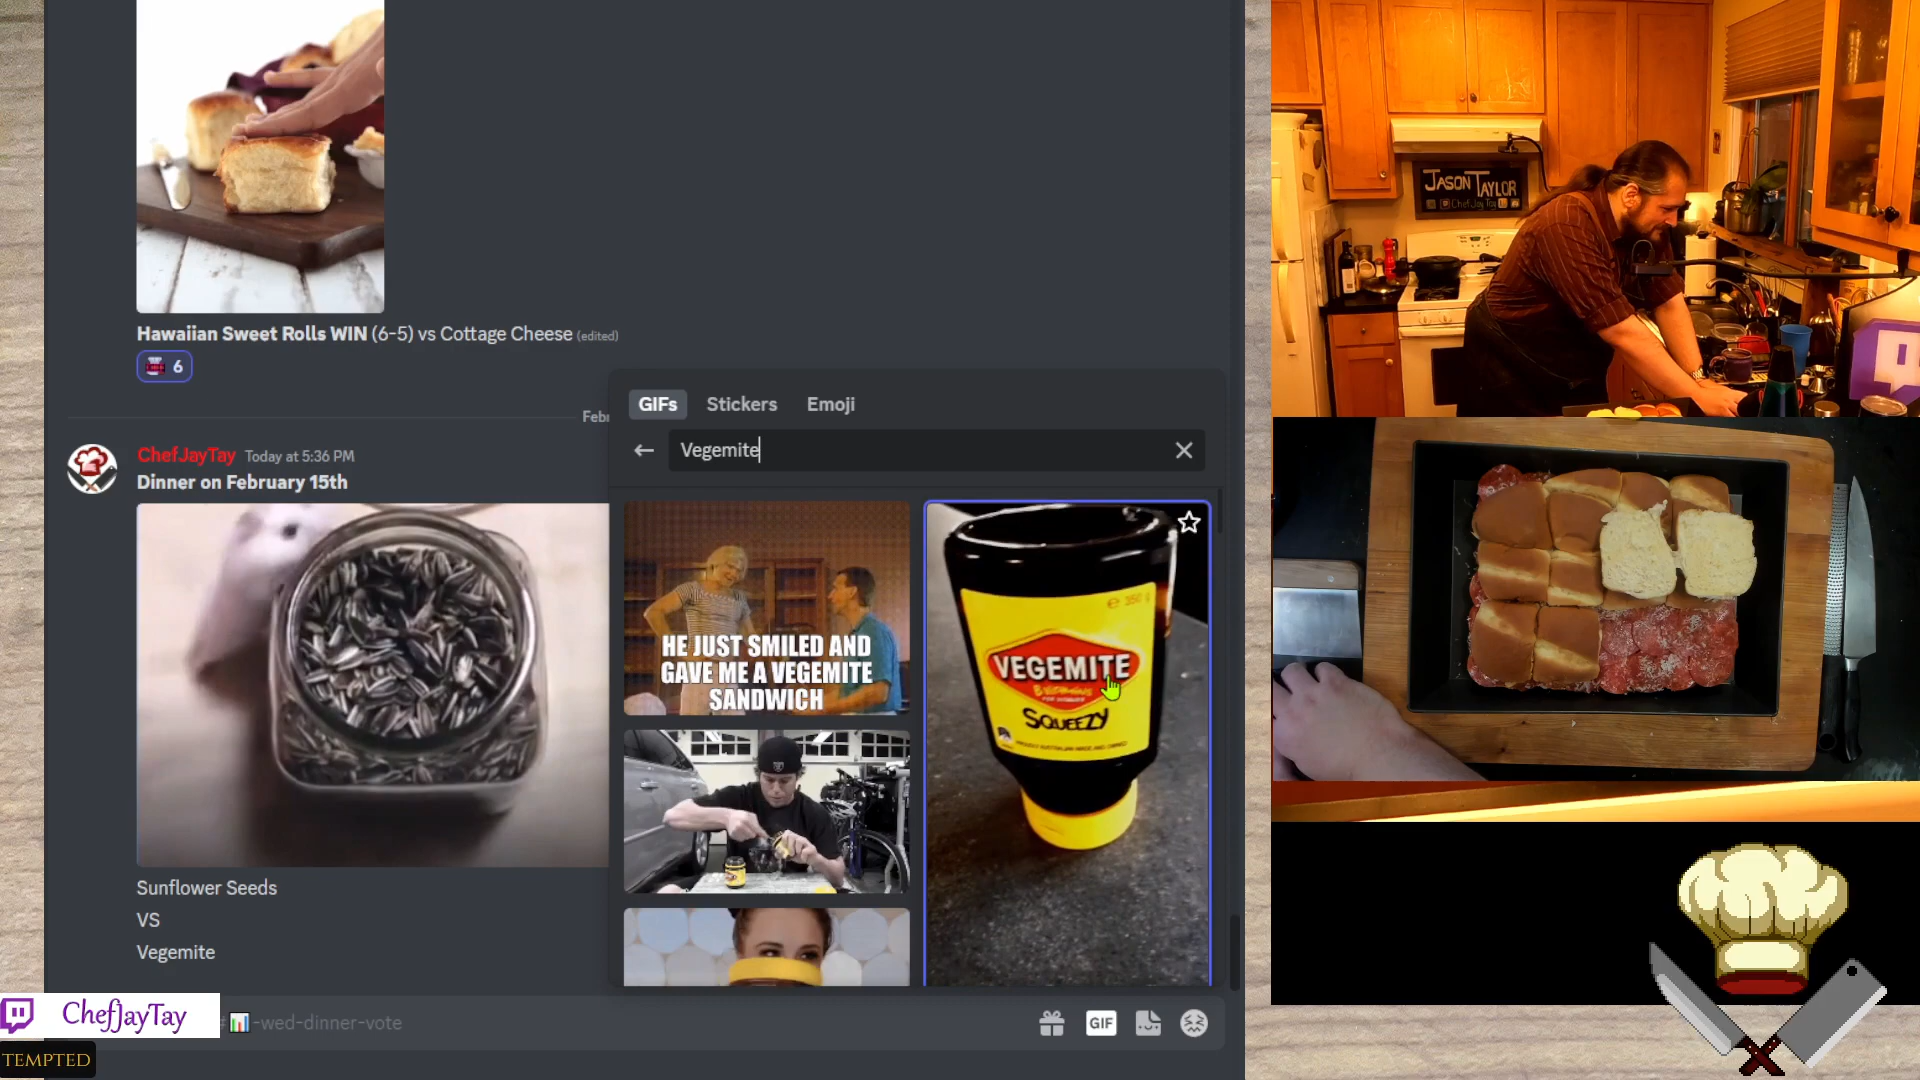 Hawaiian Sweet Rolls WIN (6-5) vs Cottage Cheese (edited)
6
Febr
ChefJayTay Today at 5:36 PM
Dinner on February 15th
Sunflower Seeds
VS
Vegemite
GIFs Stickers Emoji
Vegemite
HE JUST SMILED AND
GAVE ME A VEGEMITE
SANDWICH
VEGEMITE
SQUEEZY
-wed-dinner-vote
GIF
ChefJayTay
TEMPTED
JASON TAYLOR
ChefJayTay